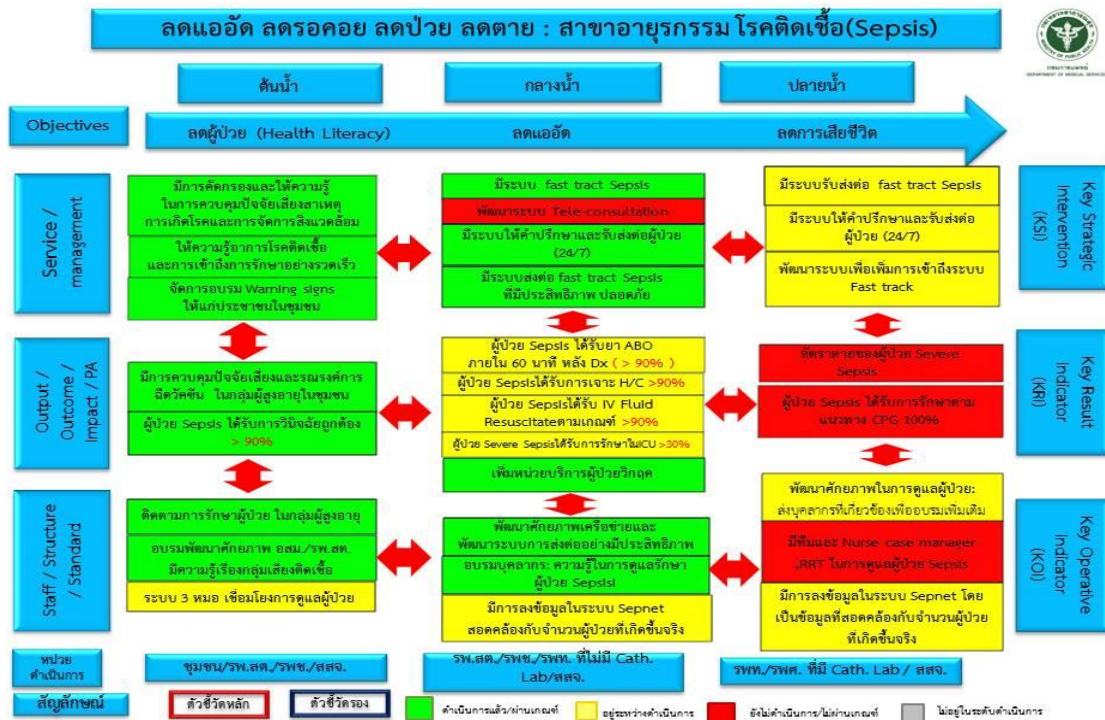 ลดแออัด ลดรอคอย ลดป่วย ลดตาย : สาขาอายุรกรรม โรคติดเชื้อ(Sepsis)
กรมการแพทย์
DEPARTMENT OF MEDICAL SERVICES
ต้นน้ำ
กลางน้ำ
ปลายน้ำ
Objectives
ลดผู้ป่วย (Health Literacy)
ลดแออัด
ลดการเสียชีวิต
Service /
management
มีการคัดกรองและให้ความรู้
ในการควบคุมปัจจัยเสี่ยงสาเหตุ
การเกิดโรคและการจัดการสิ่งแวดล้อม
ให้ความรู้อาการโรคติดเชื้อ
และการเข้าถึงการรักษาอย่างรวดเร็ว
จัดการอบรม Warning signs
ให้แก่ประชาชนในชุมชน
มีระบบ fast tract Sepsis
พัฒนาระบบ Tele-consultation
มีระบบให้คำปรึกษาและรับส่งต่อผู้ป่วย
(24/7)
มีระบบส่งต่อ fast tract Sepsis
ที่มีประสิทธิภาพ ปลอดภัย
มีระบบรับส่งต่อ fast tract Sepsis
มีระบบให้คำปรึกษาและรับส่งต่อ
ผู้ป่วย (24/7)
พัฒนาระบบเพื่อเพิ่มการเข้าถึงระบบ
Fast track
Key Strategic
Intervention
(KSI)
Output /
Outcome /
Impact / PA
มีการควบคุมปัจจัยเสี่ยงและรณรงค์การ
ฉีดวัคซีน ในกลุ่มผู้สูงอายุในชุมชน
ผู้ป่วย Sepsis ได้รับการวินิจฉัยถูกต้อง
> 90%
ผู้ป่วย Sepsis ได้รับยา ABO
ภายใน 60 นาที หลัง Dx ( > 90% )
ผู้ป่วย Sepsisได้รับการเจาะ H/C >90%
ผู้ป่วย Sepsisได้รับ IV Fluid
Resuscitateตามเกณฑ์ >90%
ผู้ป่วย Severe Sepsisได้รับการรักษาในICU >30%
เพิ่มหน่วยบริการผู้ป่วยวิกฤต
อัตราตายของผู้ป่วย Severe
Sepsis
ผู้ป่วย Sepsis ได้รับการรักษาตาม
แนวทาง CPG 100%
Key Result
Indicator
(KRI)
Staff / Structure
/ Standard
ติดตามการรักษาผู้ป่วย ในกลุ่มผู้สูงอายุ
อบรมพัฒนาศักยภาพ อสม./รพ.สต.
มีความรู้เรื่องกลุ่มเสี่ยงติดเชื้อ
ระบบ 3 หมอ เชื่อมโยงการดูแลผู้ป่วย
พัฒนาศักยภาพเครือข่ายและ
พัฒนาระบบการส่งต่ออย่างมีประสิทธิภาพ
อบรมบุคลากร: ความรู้ในการดูแลรักษา
ผู้ป่วย Sepsisi
มีการลงข้อมูลในระบบ Sepnet
สอดคล้องกับจำนวนผู้ป่วยที่เกิดขึ้นจริง
พัฒนาศักยภาพในการดูแลผู้ป่วย:
ส่งบุคลากรที่เกี่ยวข้องเพื่ออบรมเพิ่มเติม
มีทีมและ Nurse case manager
,RRT ในการดูแลผู้ป่วย Sepsis
มีการลงข้อมูลในระบบ Sepnet โดย
เป็นข้อมูลที่สอดคล้องกับจำนวนผู้ป่วย
ที่เกิดขึ้นจริง
Key Operative
Indicator
(KOI)
หน่วย
ดำเนินการ
ชุมชน/รพ.สต./รพช./สสจ.
รพ.สต./รพช./รพท. ที่ไม่มี Cath.
Lab/สสจ.
รพท./รพศ. ที่มี Cath. Lab / สสจ.
สัญลักษณ์
ตัวชี้วัดหลัก
ตัวชี้วัดรอง
ดำเนินการแล้ว/ผ่านเกณฑ์
อยู่ระหว่างดำเนินการ
ยังไม่ดำเนินการ/ไม่ผ่านเกณฑ์
ไม่อยู่ในระดับดำเนินการ